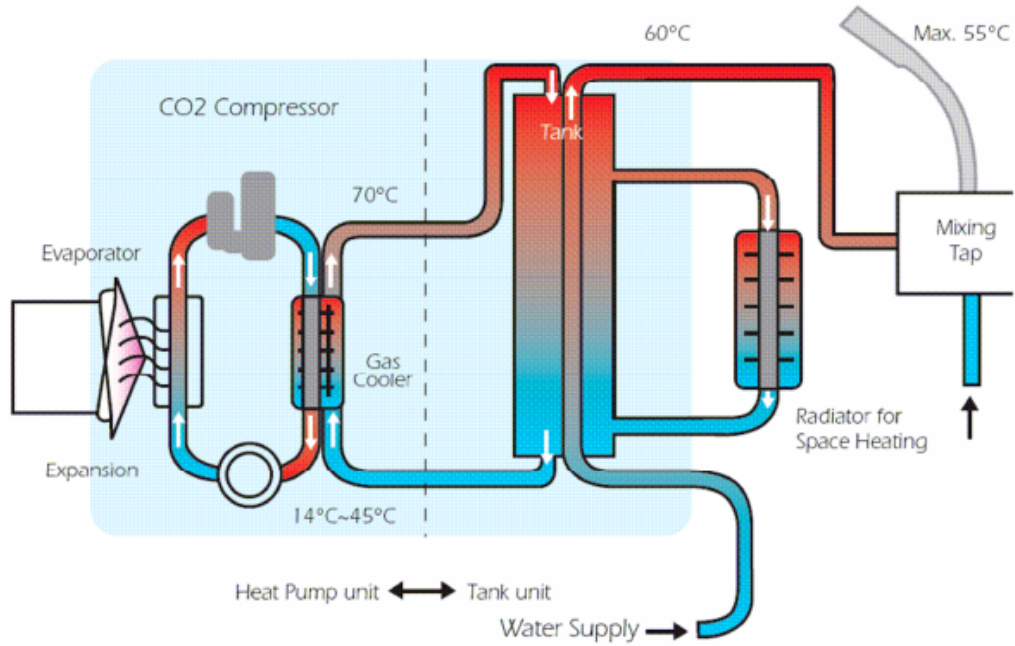 60°C
Max. 55°C
CO2 Compressor
Tank
70°C
Mixing
Tap
Evaporator
Gas
Cooler
Radiator for
Space Heating
Expansion
14°C~45°C
Heat Pump unit
Tank unit
Water Supply